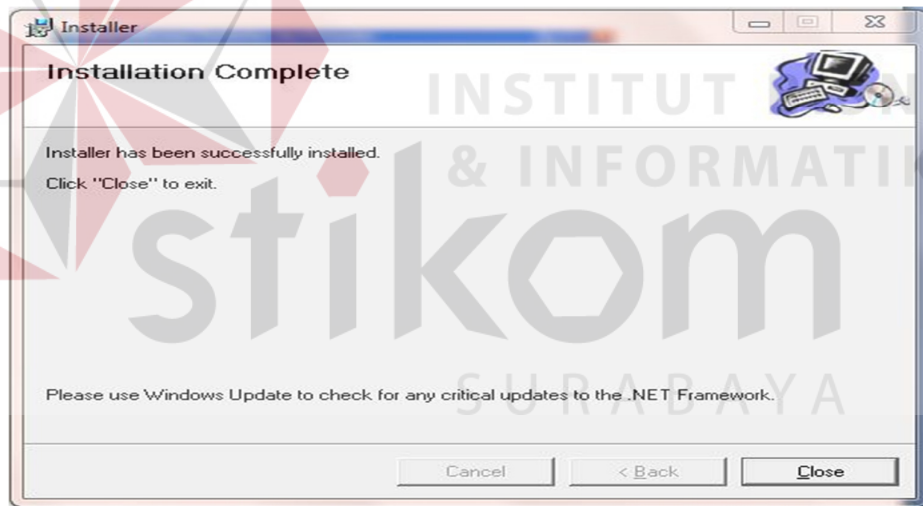 Installer
Installation Complete
INSTITUT
Installer has been successfully installed.
Click "Close" to exit.
& INFORMATIK
stikom
Please use Windows Update to check for any critical updates to the .NET Framework.
SURABAYA
Cancel
< Back
Close